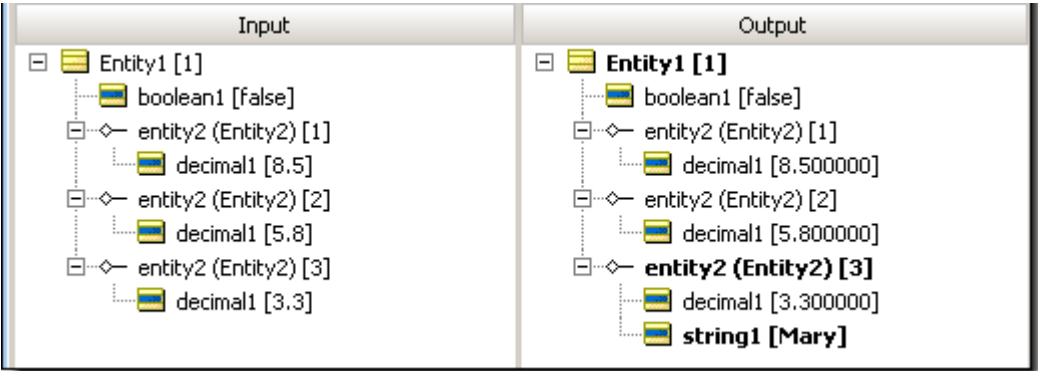 Input
Entity1 [1]
boolean1 [false]
entity2 (Entity2) [1]
decimal1 [8.5]
entity2 (Entity2) [2]
decimal1 [5.8]
entity2 (Entity2) [3]
decimal1 [3.3]
Output
Entity1 [1]
boolean1 [false]
entity2 (Entity2) [1]
decimal1 [8.500000]
entity2 (Entity2) [2]
decimal1 [5.800000]
entity2 (Entity2) [3]
decimal1 [3.300000]
string1 [Mary]